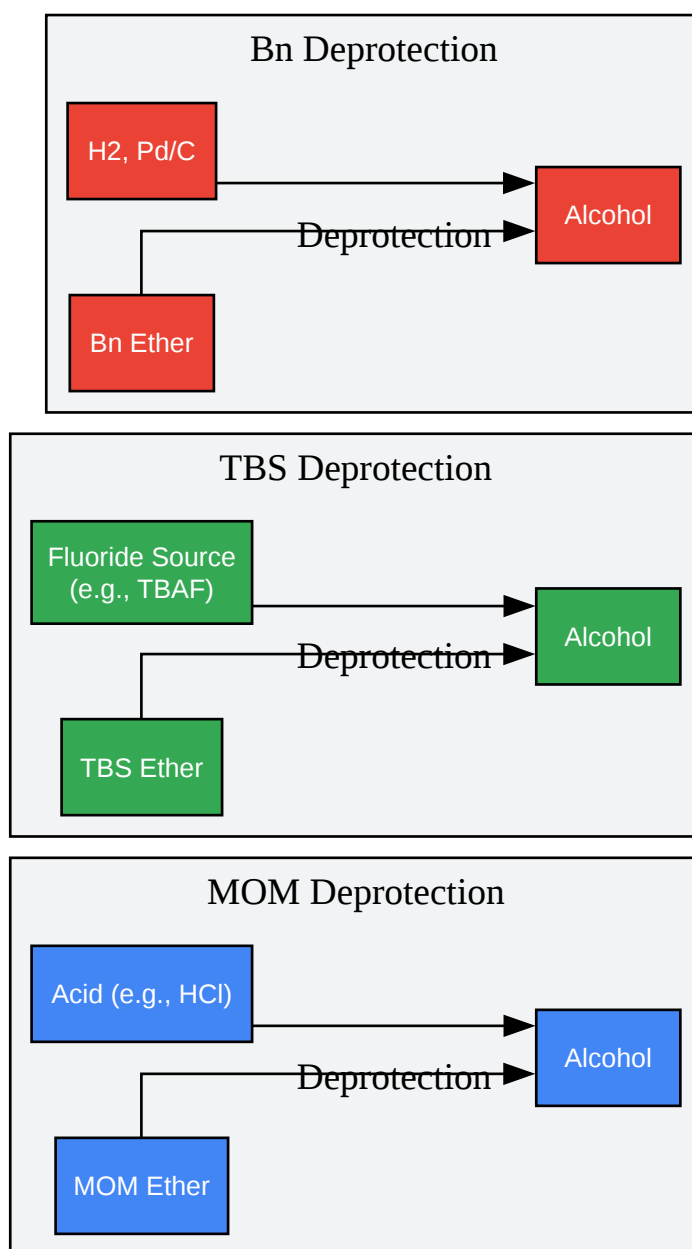 Bn Deprotection
H2, Pd/C
Alcohol
Deprotection
Bn Ether
TBS Deprotection
Fluoride Source
(e.g., TBAF)
Alcohol
Deprotection
TBS Ether
MOM Deprotection
Acid (e.g., HCl)
Alcohol
Deprotection
MOM Ether